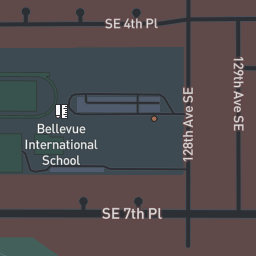 SE 4th Pl
129th Ave SE
128th Ave SE
Bellevue
International
School
SE 7th Pl